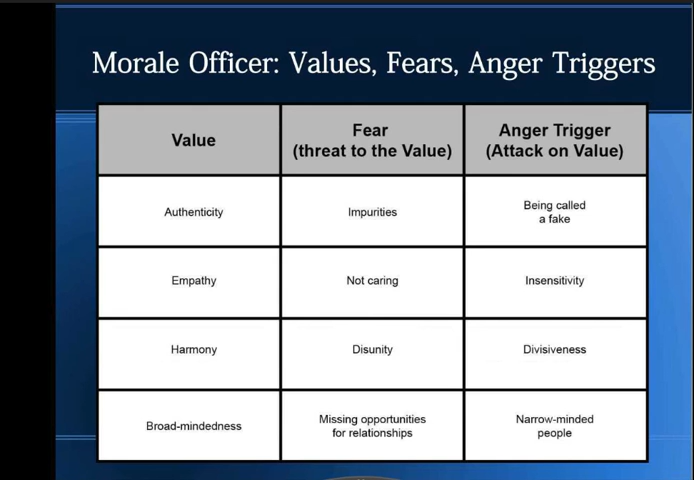 Morale Officer: Values, Fears, Anger Triggers
Value
Fear
(threat to the Value)
Anger Trigger
(Attack on Value)
Authenticity
Impurities
Being called
a fake
Empathy
Not caring
Insensitivity
Harmony
Disunity
Divisiveness
Broad-mindedness
Missing opportunities
for relationships
Narrow-minded
people